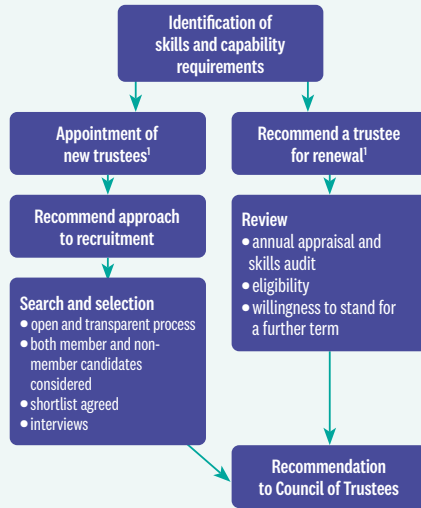 Identification of
skills and capability
requirements
Appointment of
new trustees¹
Recommend approach
to recruitment
Search and selection
● open and transparent process
● both member and non-
member candidates
considered
● shortlist agreed
● interviews
Recommend a trustee
for renewal¹
Review
● annual appraisal and
skills audit
● eligibility
● willingness to stand for
a further term
Recommendation
to Council of Trustees